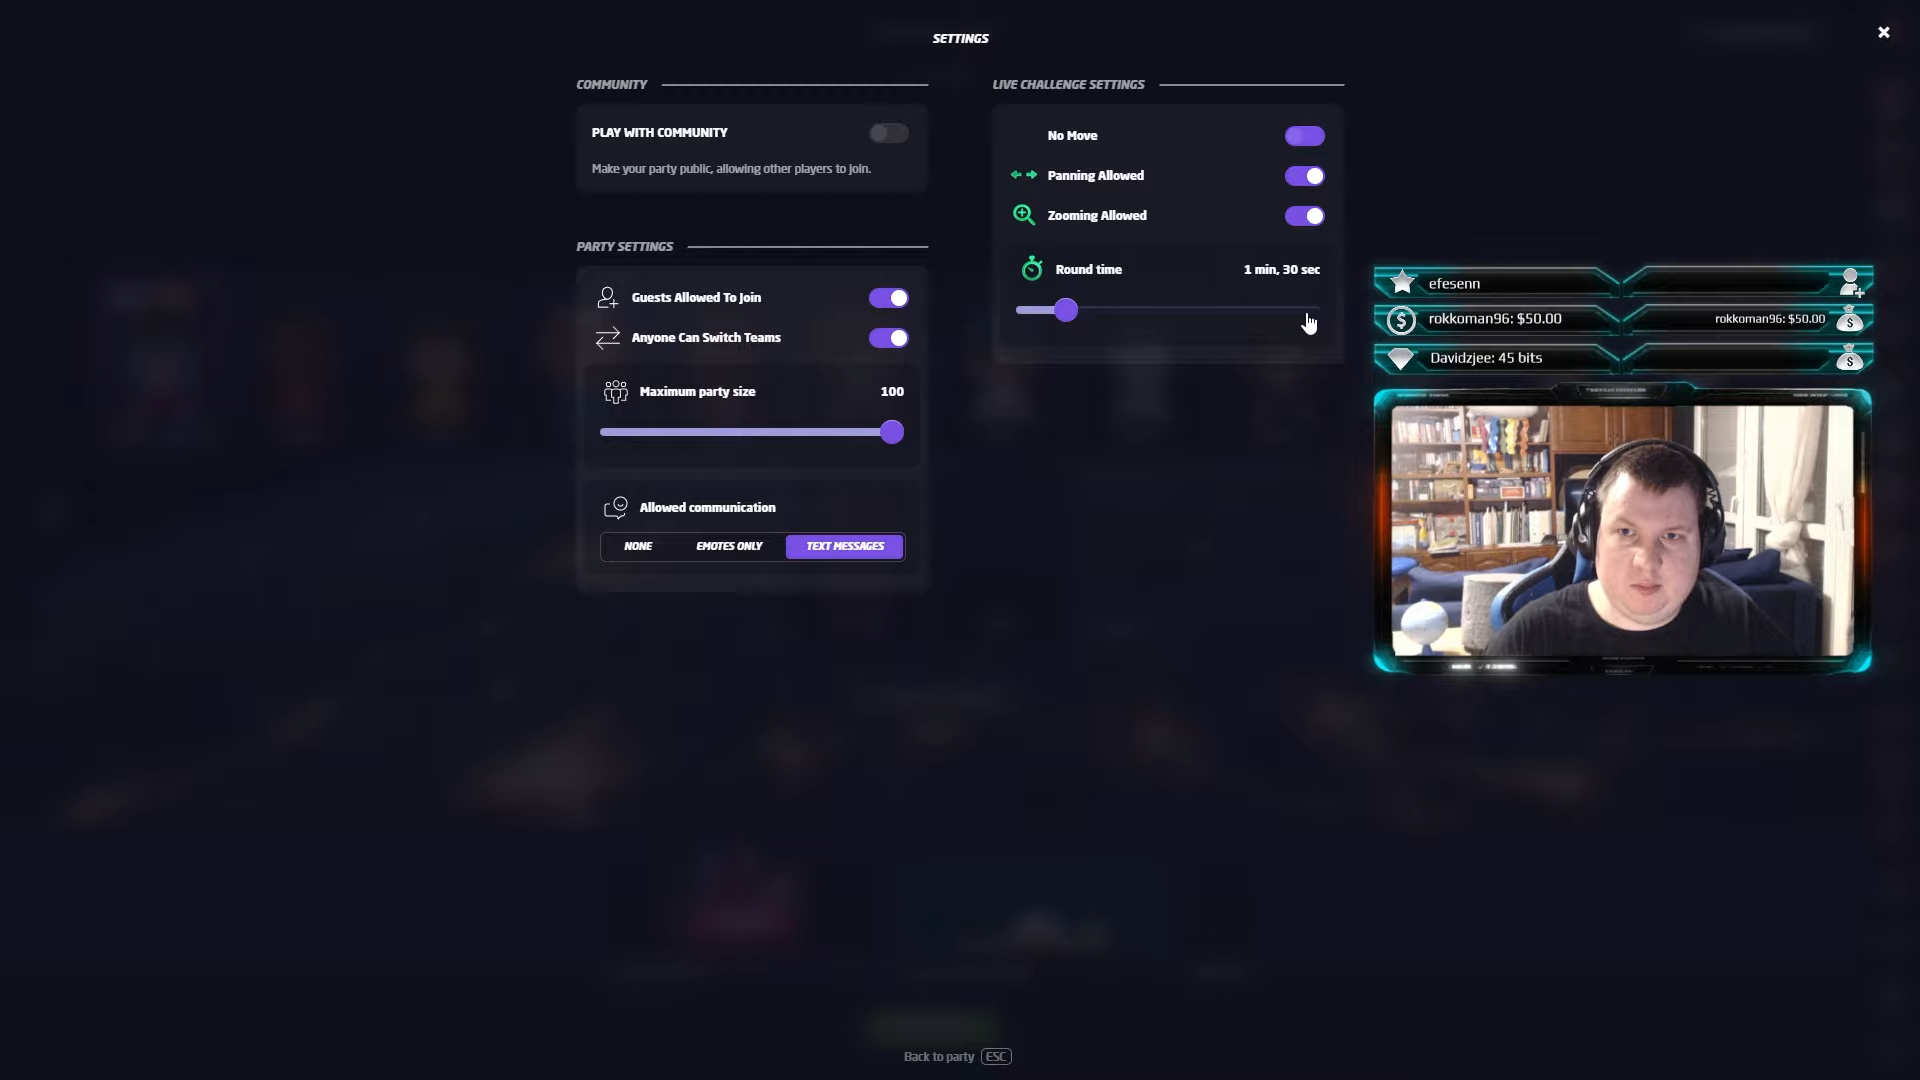 SETTINGS
COMMUNITY
PLAY WITH COMMUNITY
Make your party public, allowing other players to join.
PARTY SETTINGS
Guests Allowed To Join
Anyone Can Switch Teams
Maximum party size 100
Allowed communication
NONE EMOTES ONLY TEXT MESSAGES
LIVE CHALLENGE SETTINGS
No Move
Panning Allowed
Zooming Allowed
Round time 1 min, 30 sec
efesenn
rokkoman96: $50.00 rokkoman96: $50.00
Davidzjee: 45 bits
Back to party ESC